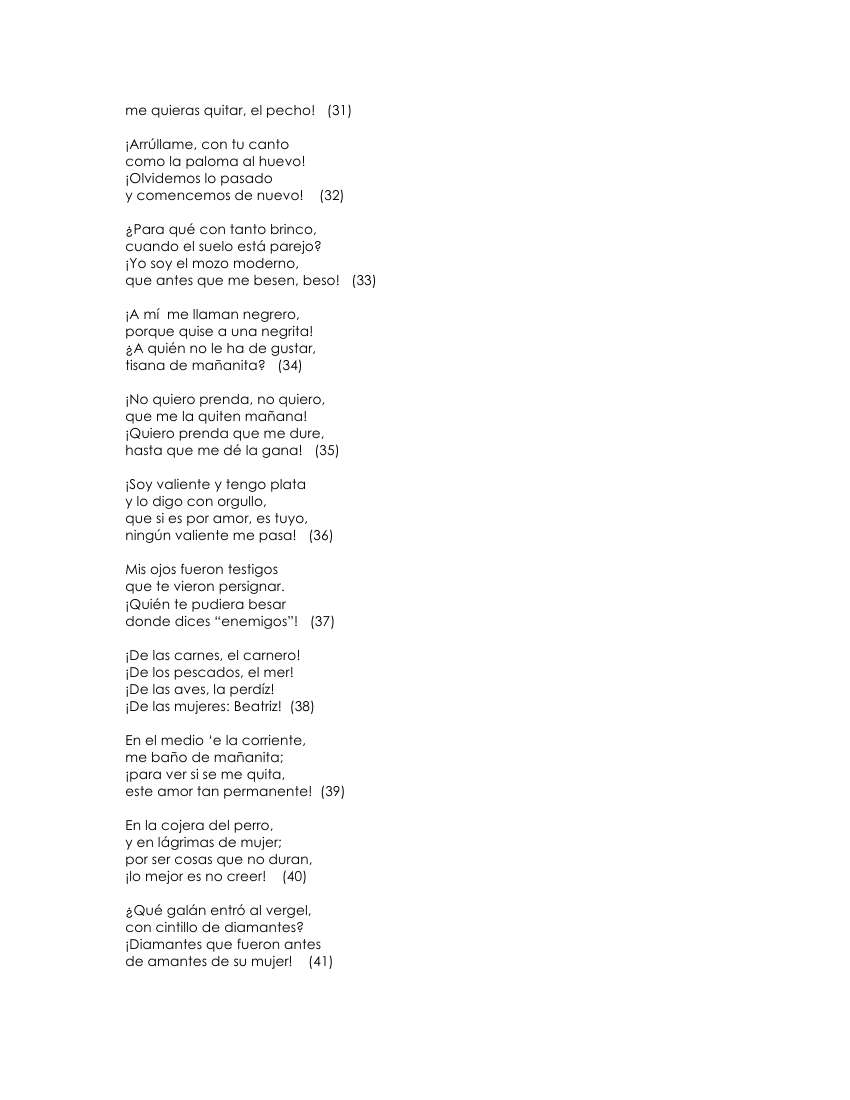 me quieras quitar, el pecho!   (31)
¡Arrúllame, con tu canto
como la paloma al huevo!
¡Olvidemos lo pasado
y comencemos de nuevo!    (32)
¿Para qué con tanto brinco,
cuando el suelo está parejo?
¡Yo soy el mozo moderno,
que antes que me besen, beso!   (33)
¡A mí  me llaman negrero,
porque quise a una negrita!
¿A quién no le ha de gustar,
tisana de mañanita?   (34)
¡No quiero prenda, no quiero,
que me la quiten mañana!
¡Quiero prenda que me dure,
hasta que me dé la gana!   (35)
¡Soy valiente y tengo plata
y lo digo con orgullo,
que si es por amor, es tuyo,
ningún valiente me pasa!   (36)
Mis ojos fueron testigos
que te vieron persignar.
¡Quién te pudiera besar
donde dices “enemigos”!   (37)
¡De las carnes, el carnero!
¡De los pescados, el mer!
¡De las aves, la perdíz!
¡De las mujeres: Beatriz!  (38)
En el medio ‘e la corriente,
me baño de mañanita;
¡para ver si se me quita,
este amor tan permanente!  (39)
En la cojera del perro,
y en lágrimas de mujer;
por ser cosas que no duran,
¡lo mejor es no creer!    (40)
¿Qué galán entró al vergel,
con cintillo de diamantes?
¡Diamantes que fueron antes
de amantes de su mujer!    (41)